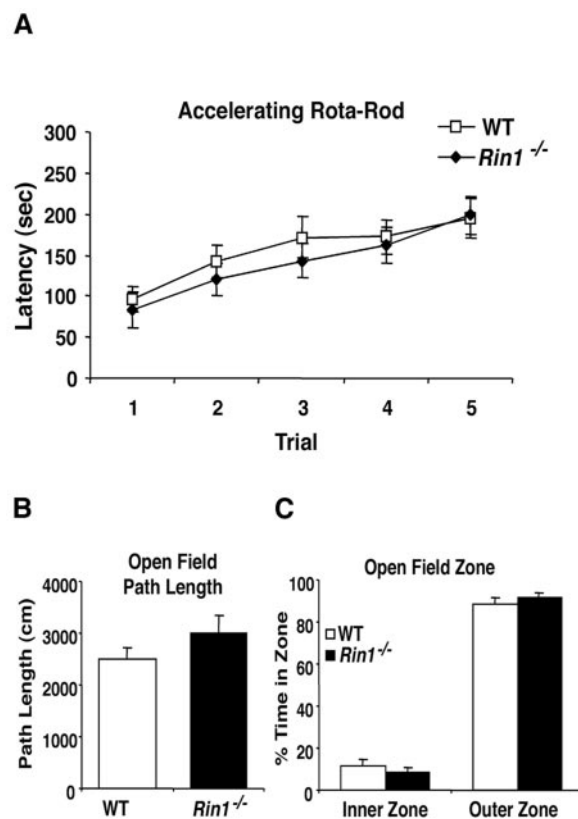 A
Accelerating Rota-Rod
WT
Rin1 -/-
Latency (sec)
300
250
200
150
100
50
0
1 2 3 4 5
Trial
B
Open Field
Path Length
Path Length (cm)
4000
3000
2000
1000
0
WT Rin1-/-
C
Open Field Zone
WT
Rin1-/-
% Time in Zone
100
80
60
40
20
0
Inner Zone Outer Zone